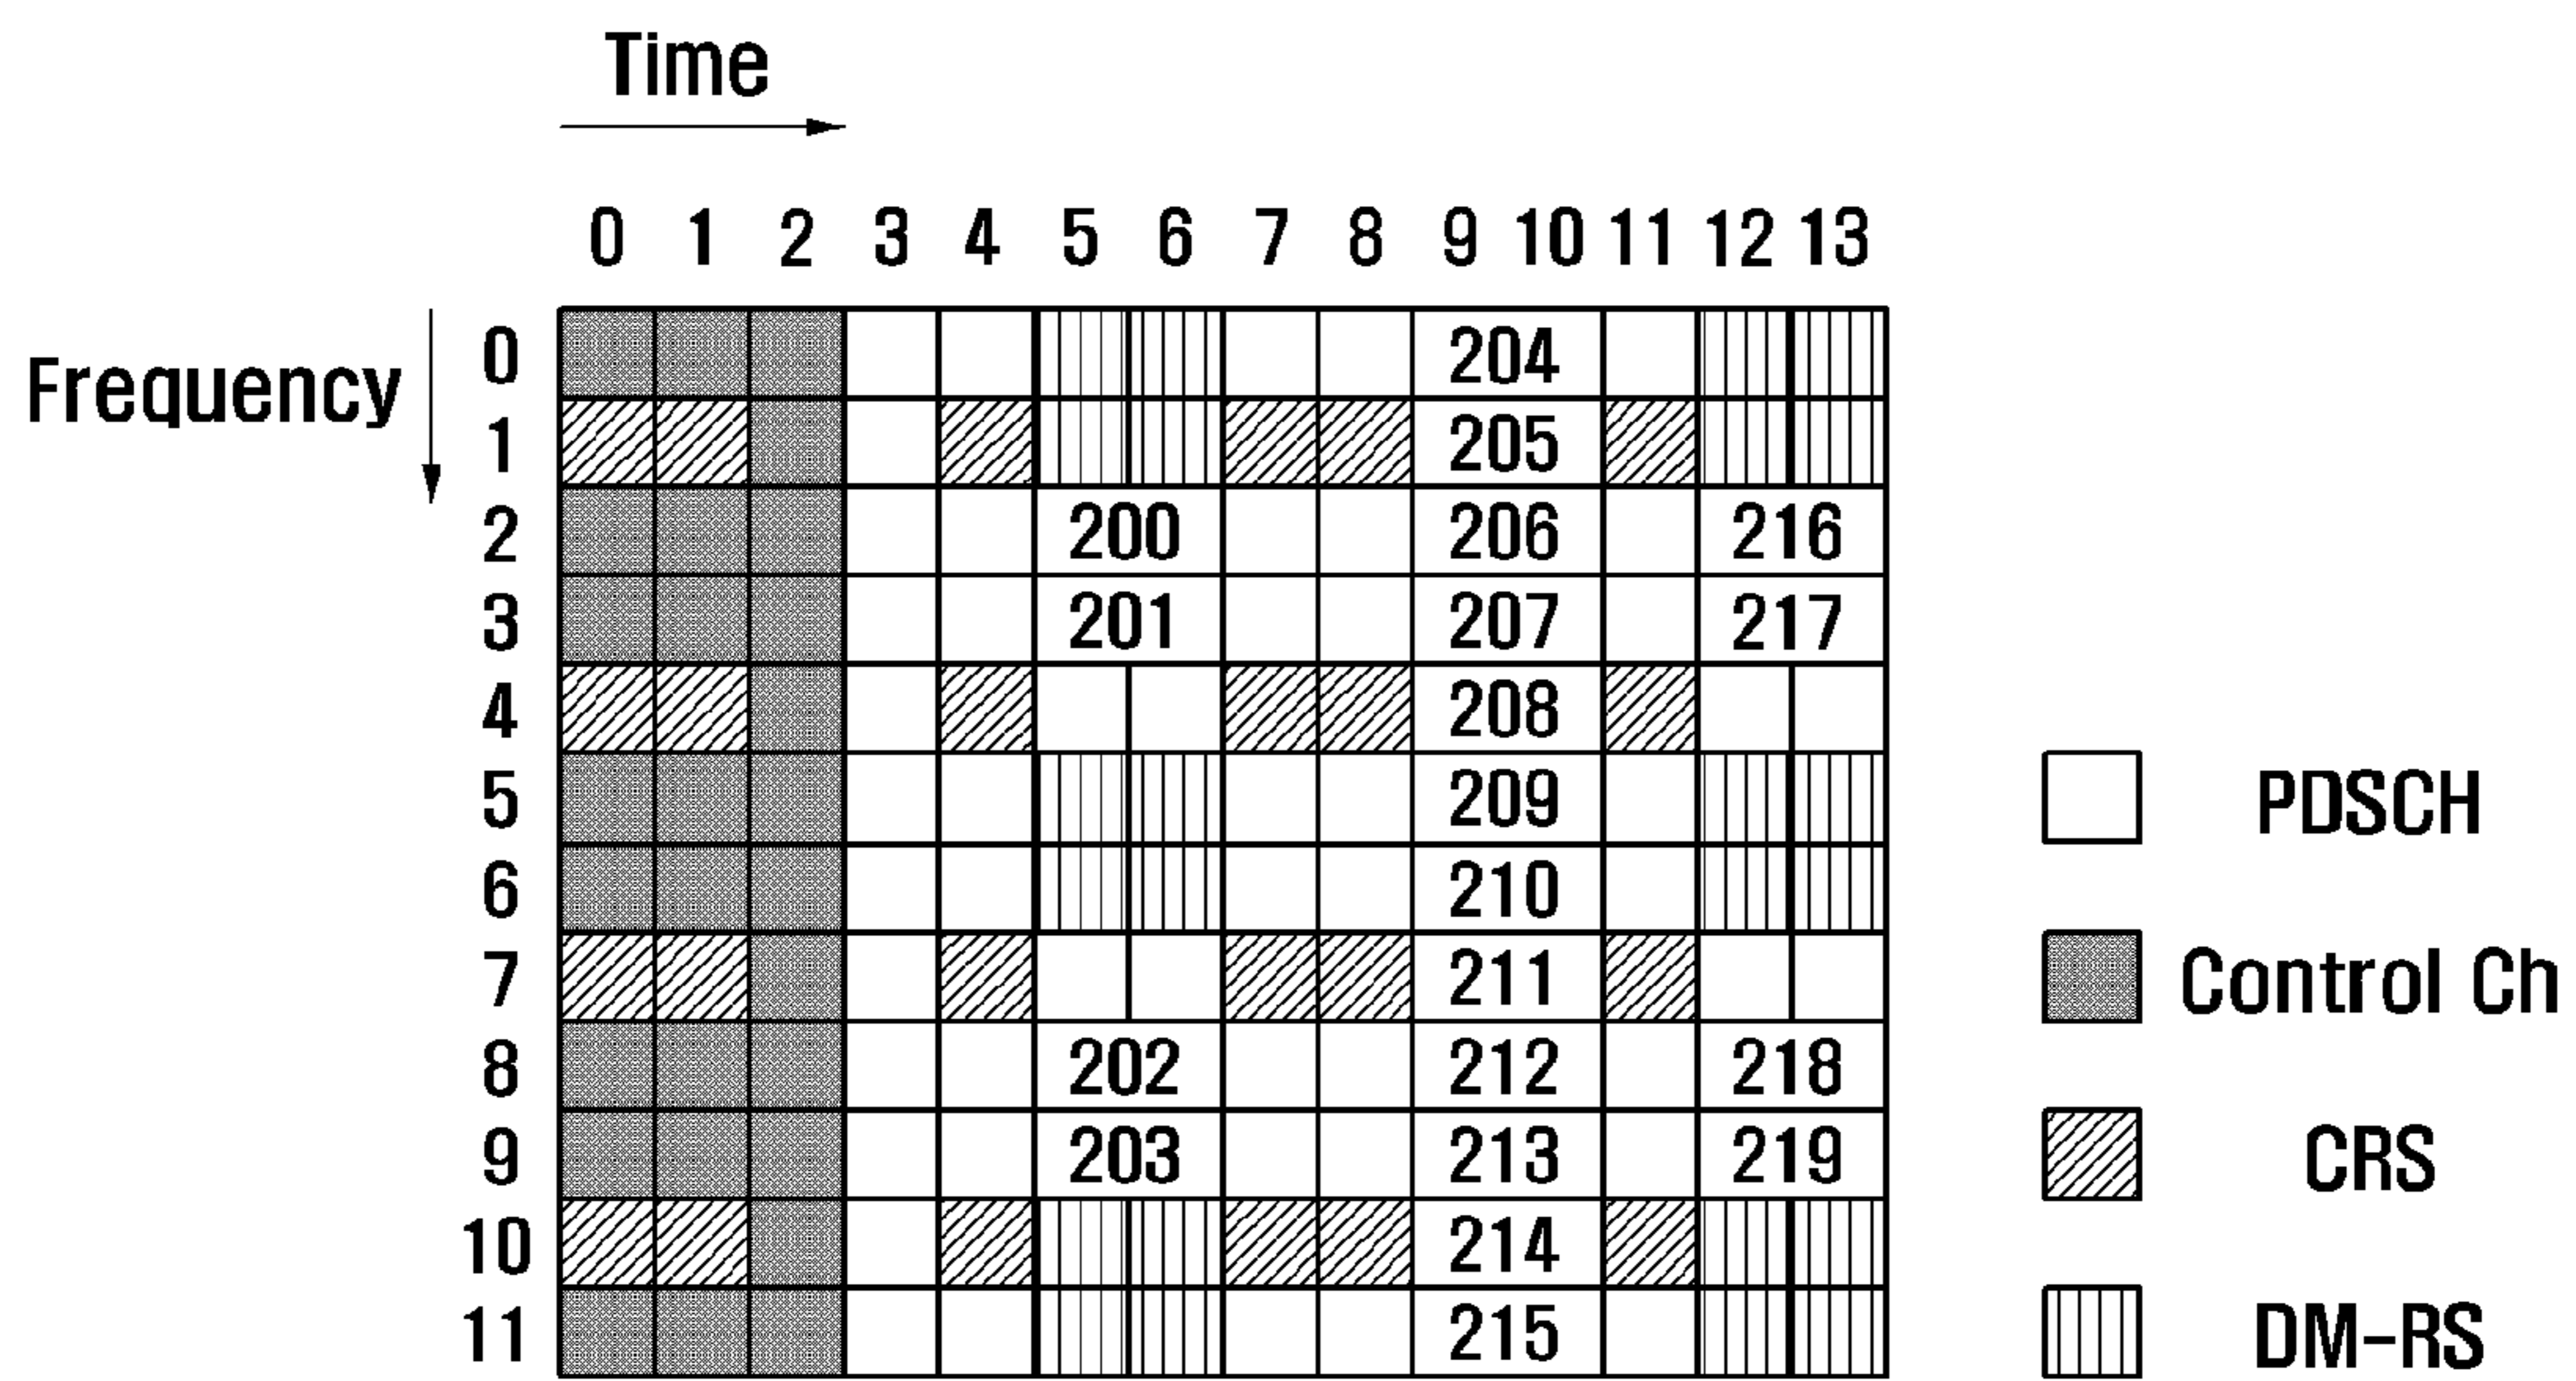 Time
0 1 2 3 4 5 6 7 8 9 10 11 12 13
Frequency
0 204
1 205
2 200 206 216
3 201 207 217
4 208
5 209 PDSCH
6 210
7 211 Control Ch
8 202 212 218
9 203 213 219 CRS
10 214
11 215 DM-RS